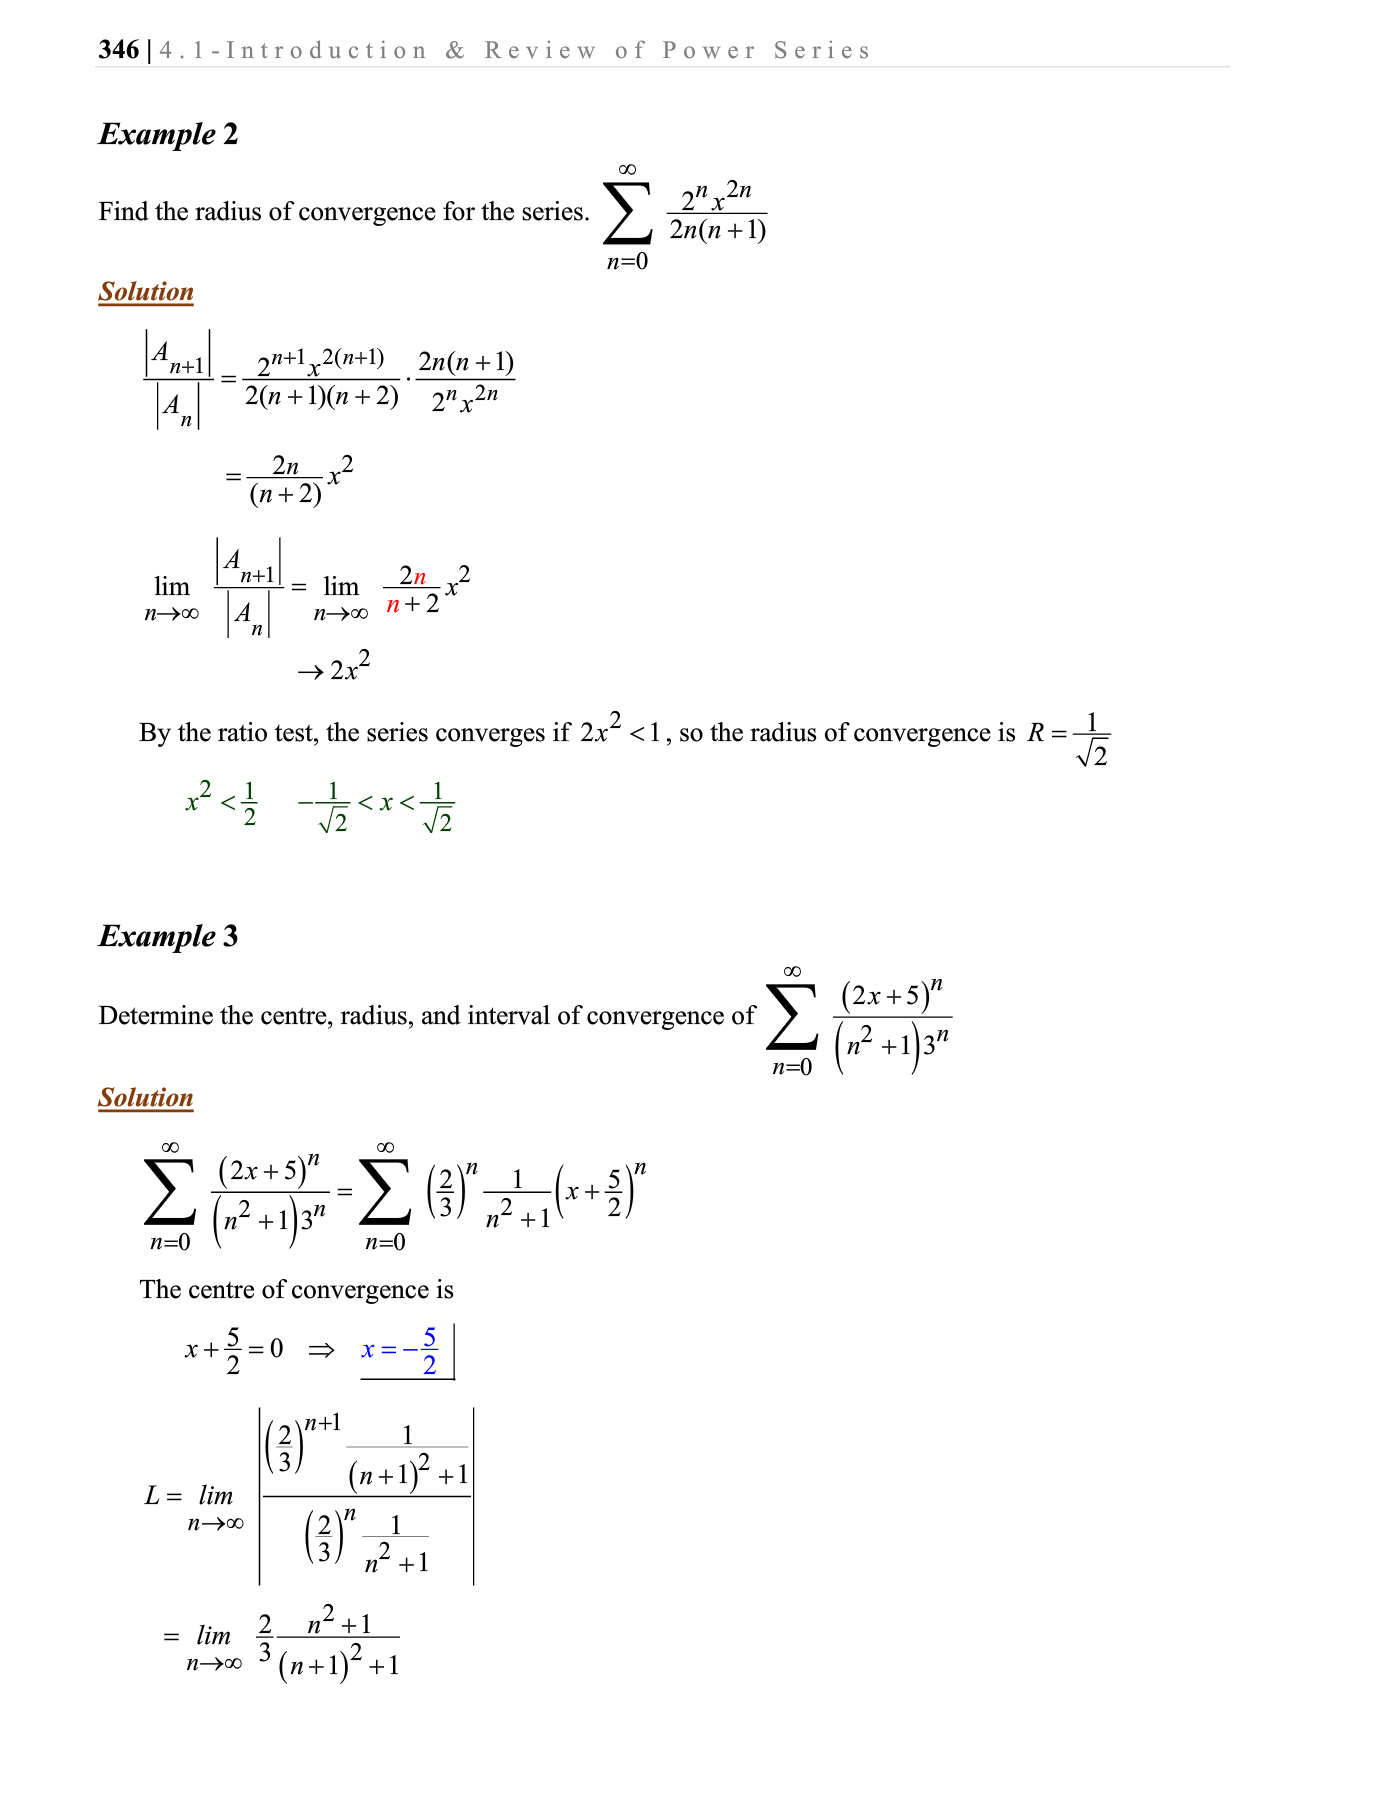 346 | 4.1-Introduction & Review of Power Series
Example 2
Find the radius of convergence for the series. $\sum_{n=0}^{\infty} \frac{2^n x^{2n}}{2n(n+1)}$
Solution
$\frac{|A_{n+1}|}{|A_n|} = \frac{2^{n+1} x^{2(n+1)}}{2(n+1)(n+2)} \cdot \frac{2n(n+1)}{2^n x^{2n}}$
$= \frac{2n}{(n+2)} x^2$
$\lim_{n \to \infty} \frac{|A_{n+1}|}{|A_n|} = \lim_{n \to \infty} \frac{2n}{n+2} x^2$
$\to 2x^2$
By the ratio test, the series converges if $2x^2 < 1$, so the radius of convergence is $R = \frac{1}{\sqrt{2}}$
$x^2 < \frac{1}{2} \quad -\frac{1}{\sqrt{2}} < x < \frac{1}{\sqrt{2}}$
Example 3
Determine the centre, radius, and interval of convergence of $\sum_{n=0}^{\infty} \frac{(2x+5)^n}{(n^2+1)3^n}$
Solution
$\sum_{n=0}^{\infty} \frac{(2x+5)^n}{(n^2+1)3^n} = \sum_{n=0}^{\infty} \left(\frac{2}{3}\right)^n \frac{1}{n^2+1} \left(x+\frac{5}{2}\right)^n$
The centre of convergence is
$x + \frac{5}{2} = 0 \Rightarrow x = -\frac{5}{2}$
$L = \lim_{n \to \infty} \left| \frac{\left(\frac{2}{3}\right)^{n+1} \frac{1}{(n+1)^2+1}}{\left(\frac{2}{3}\right)^n \frac{1}{n^2+1}} \right|$
$= \lim_{n \to \infty} \frac{2}{3} \frac{n^2+1}{(n+1)^2+1}$